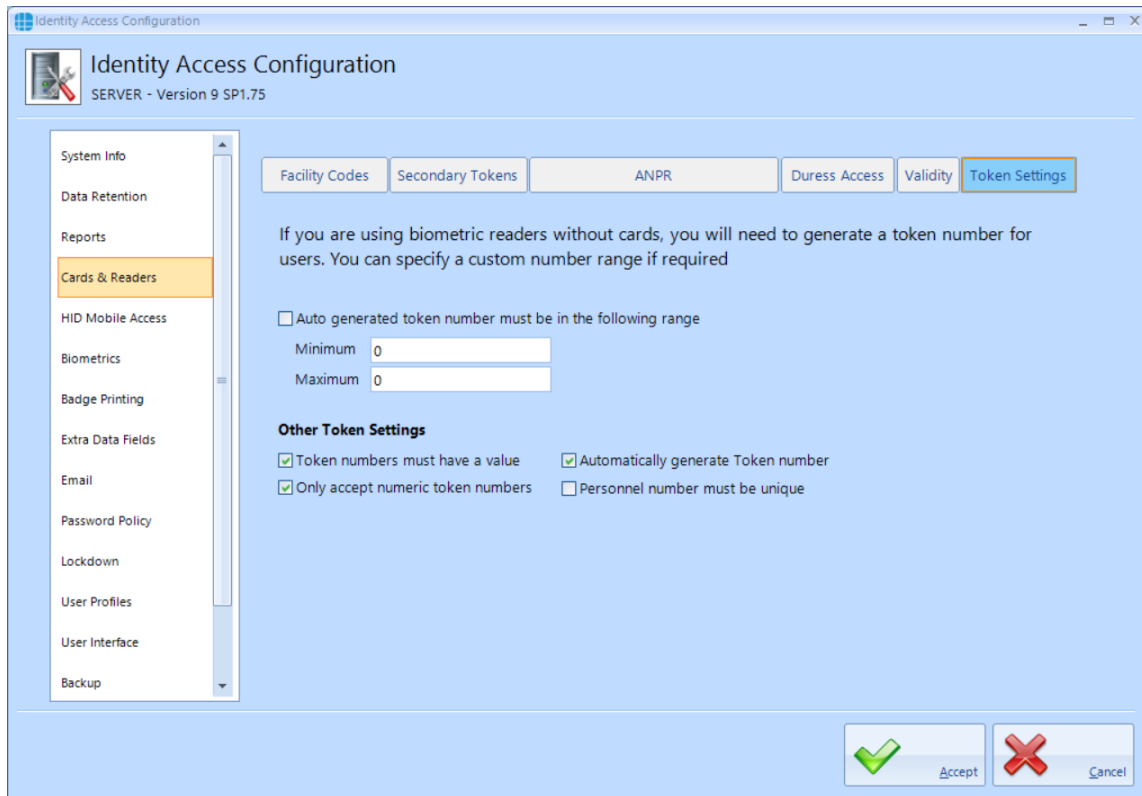 Identity Access Configuration
Identity Access Configuration
SERVER - Version 9 SP1.75
System Info
Data Retention
Reports
Cards & Readers
HID Mobile Access
Biometrics
Badge Printing
Extra Data Fields
Email
Password Policy
Lockdown
User Profiles
User Interface
Backup
Facility Codes Secondary Tokens ANPR Duress Access Validity Token Settings
If you are using biometric readers without cards, you will need to generate a token number for
users. You can specify a custom number range if required
Auto generated token number must be in the following range
Minimum 0
Maximum 0
Other Token Settings
Token numbers must have a value Automatically generate Token number
Only accept numeric token numbers Personnel number must be unique
Accept Cancel